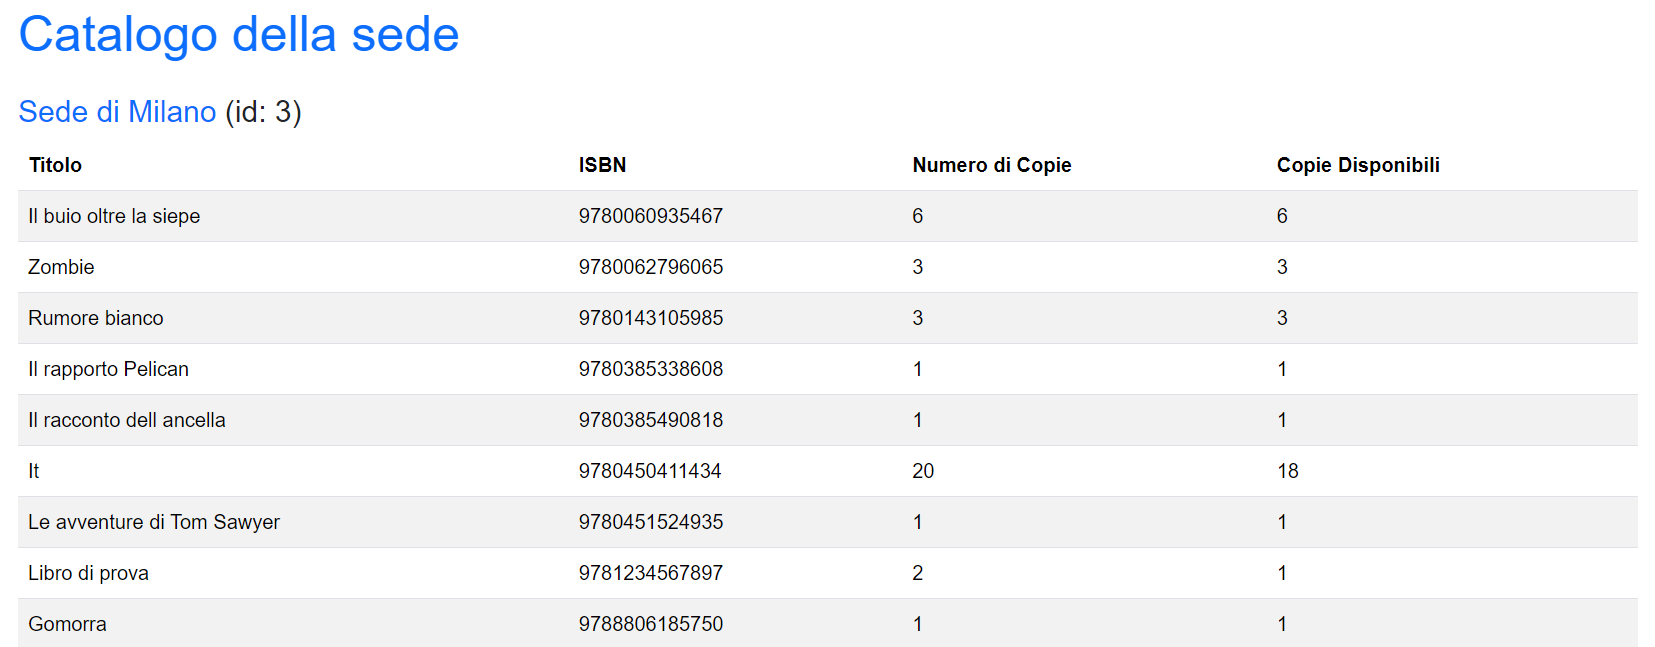 Catalogo della sede
Sede di Milano (id: 3)
Titolo ISBN Numero di Copie Copie Disponibili
Il buio oltre la siepe 9780060935467 6 6
Zombie 9780062796065 3 3
Rumore bianco 9780143105985 3 3
Il rapporto Pelican 9780385338608 1 1
Il racconto dell ancella 9780385490818 1 1
It 9780450411434 20 18
Le avventure di Tom Sawyer 9780451524935 1 1
Libro di prova 9781234567897 2 1
Gomorra 9788806185750 1 1